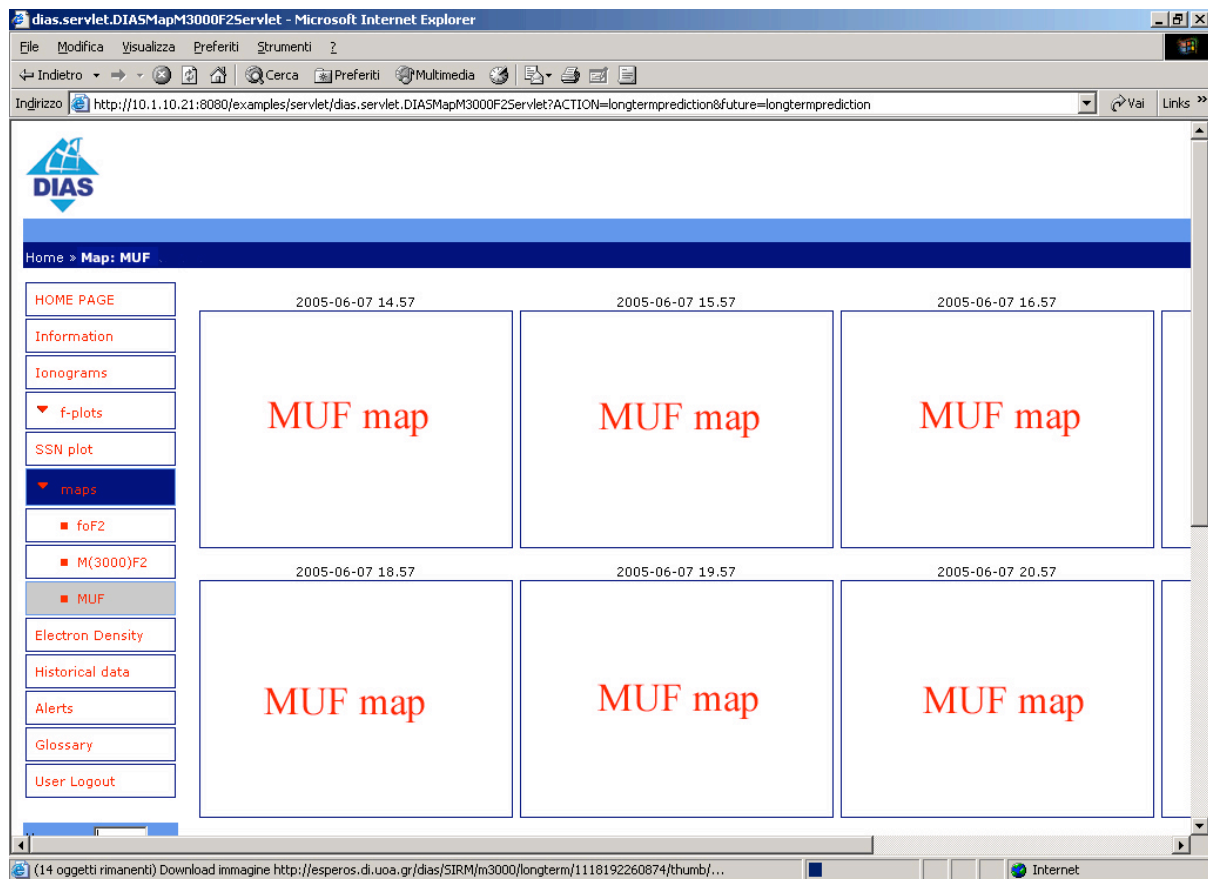 dias.servlet.DIASMapM3000F2Servlet - Microsoft Internet Explorer
File Modifica Visualizza Preferiti Strumenti ?
Indietro Cerca Preferiti Multimedia
Indirizzo http://10.1.10.21:8080/examples/servlet/dias.servlet.DIASMapM3000F2Servlet?ACTION=longtermprediction&future=longtermprediction Vai Links »
DIAS
Home » Map: MUF
HOME PAGE
Information
Ionograms
f-plots
SSN plot
maps
foF2
M(3000)F2
MUF
Electron Density
Historical data
Alerts
Glossary
User Logout
2005-06-07 14.57 2005-06-07 15.57 2005-06-07 16.57
MUF map MUF map MUF map
2005-06-07 18.57 2005-06-07 19.57 2005-06-07 20.57
MUF map MUF map MUF map
(14 oggetti rimanenti) Download immagine http://esperos.di.uoa.gr/dias/SIRM/m3000/longterm/1118192260874/thumb/... Internet